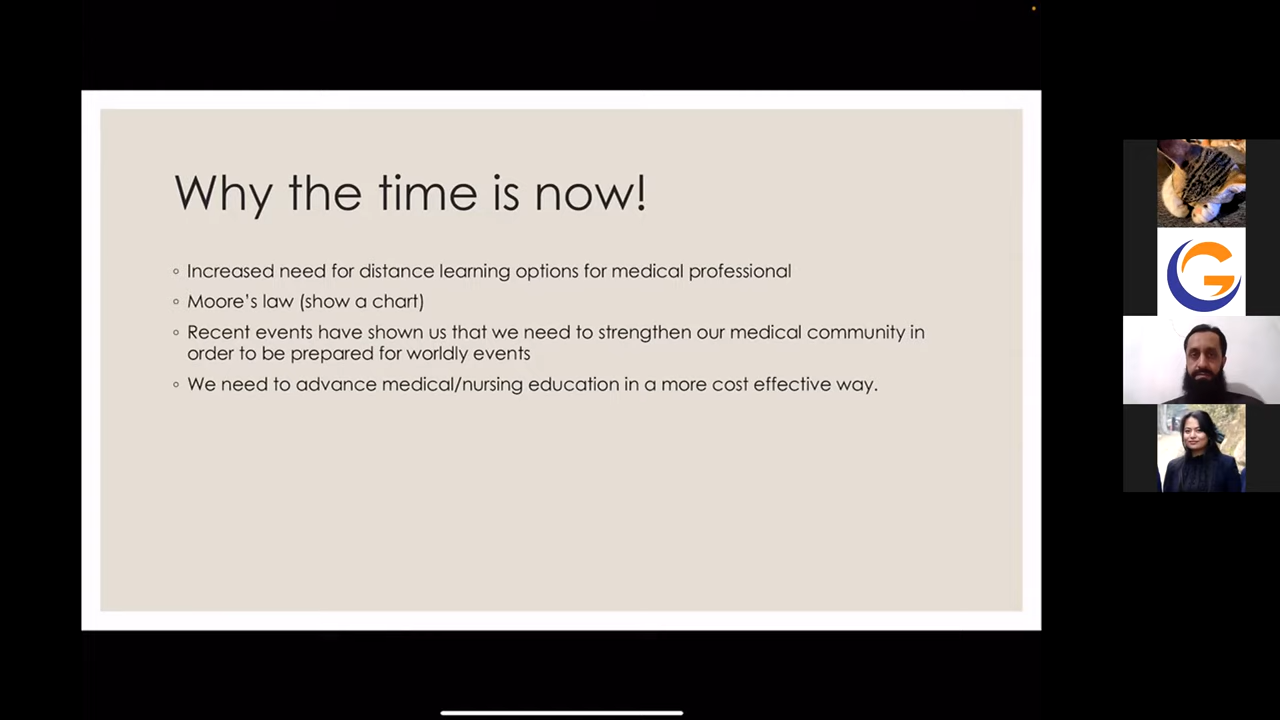 Why the time is now!
◦ Increased need for distance learning options for medical professional
◦ Moore's law (show a chart)
◦ Recent events have shown us that we need to strengthen our medical community in
order to be prepared for worldly events
◦ We need to advance medical/nursing education in a more cost effective way.
G